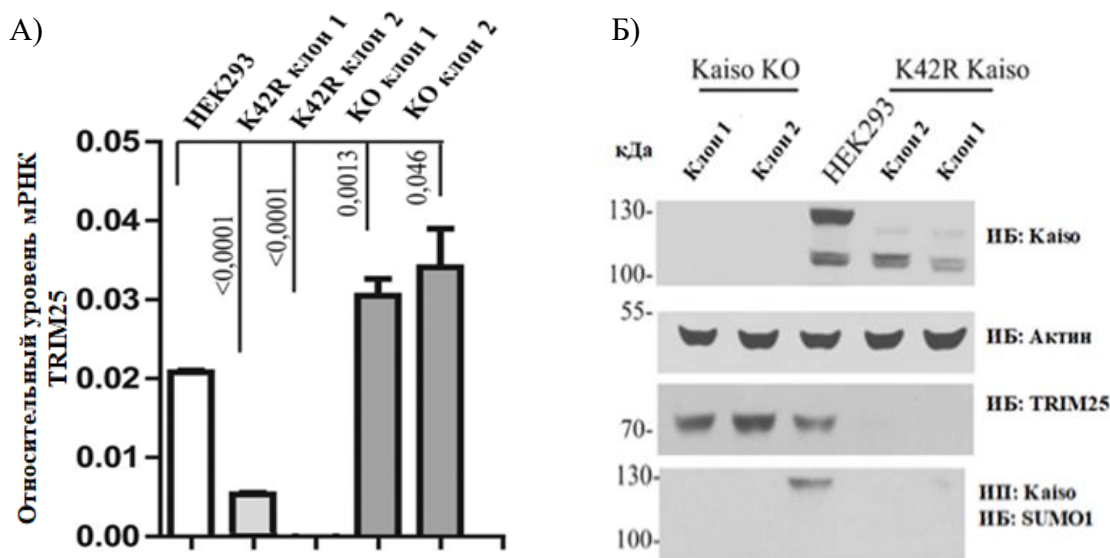 А)
HEK293
K42R клон 1
K42R клон 2
KO клон 1
KO клон 2
Относительный уровень мРНК
TRIM25
0.05
0.04
0.03
0.02
0.01
0.00
<0,0001
<0,0001
0,0013
0,046
Б)
Kaiso KO
K42R Kaiso
кДа
Клон 1
Клон 2
HEK293
Клон 2
Клон 1
130-
100-
ИБ: Kaiso
55-
ИБ: Актин
70-
ИБ: TRIM25
130-
100-
ИП: Kaiso
ИБ: SUMO1